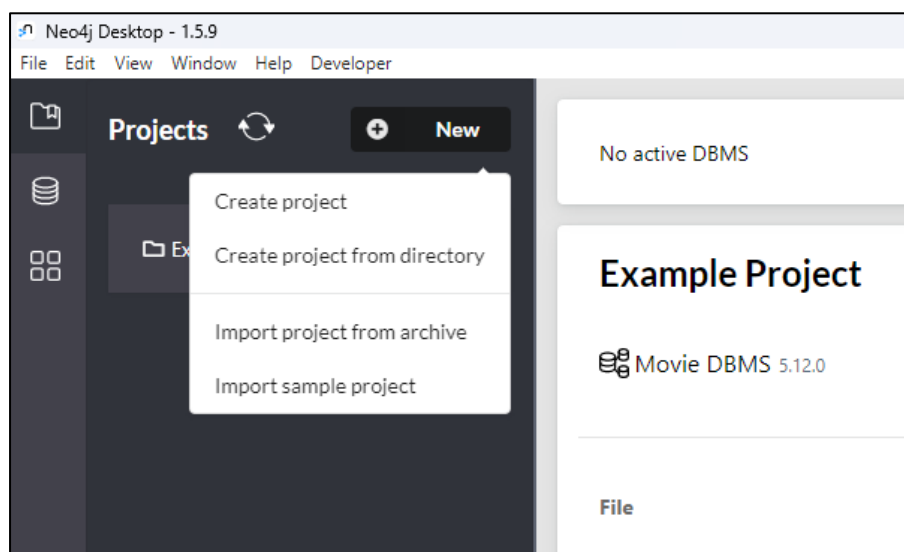 Neo4j Desktop - 1.5.9
File Edit View Window Help Developer
Projects
New
Create project
Create project from directory
Import project from archive
Import sample project
Ex
No active DBMS
Example Project
Movie DBMS 5.12.0
File